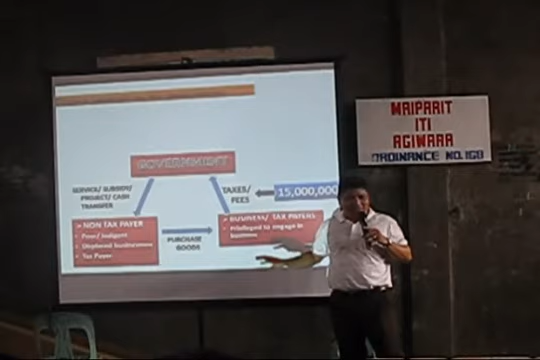 GOVERNMENT
SERVICE/ SUBSIDY/
PROJECT/ CASH
TRANSFER
TAXES/
FEES
15,000,000
NON TAX PAYER
Poor/ Indigent
Displaced businessmen
Tax Payer
PURCHASE
GOODS
BUSINESS/ TAX PAYERS
Privileged to engage in
business
MAIPARIT
ITI
AGIWARA
ORDINANCE NO.168